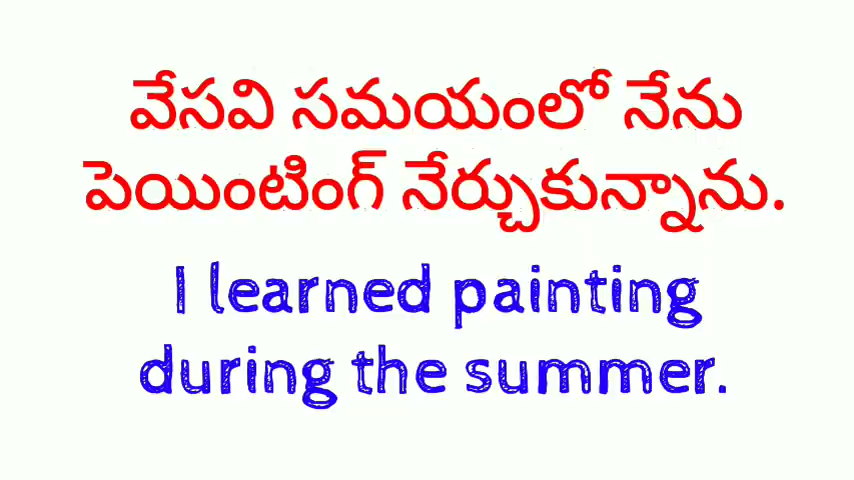 వేసవి సమయంలో నేను
పెయింటింగ్ నేర్చుకున్నాను.
I learned painting
during the summer.